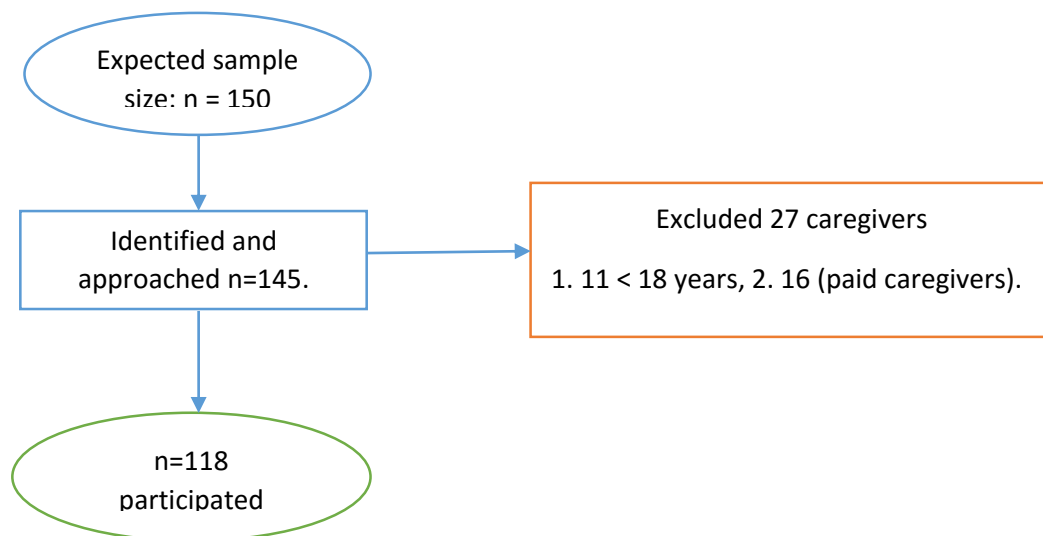 Expected sample
size: n = 150
Identified and
approached n=145.
Excluded 27 caregivers
1. 11 < 18 years, 2. 16 (paid caregivers).
n=118
participated